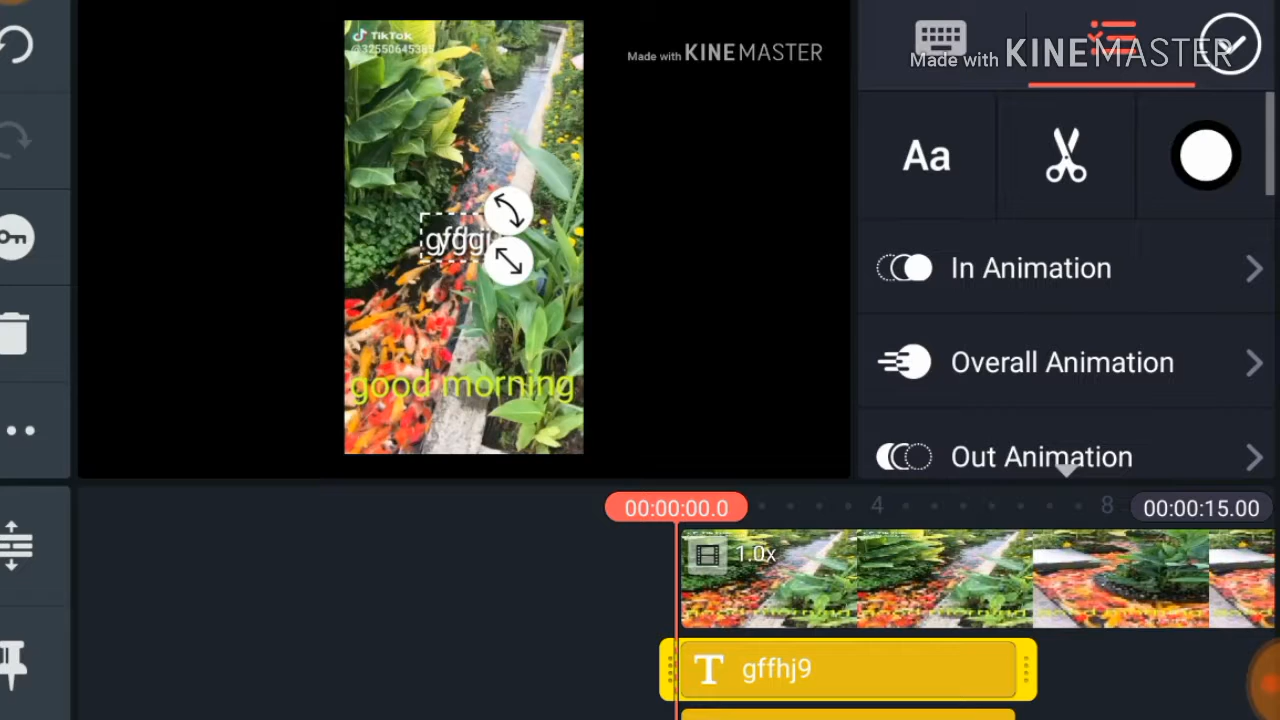 TikTok
Made with KINEMASTER
Made with KINEMASTER
Aa
In Animation
Overall Animation
good morning
Out Animation
00:00:00.0
4
8
00:00:15.00
1.0x
T gffhj9